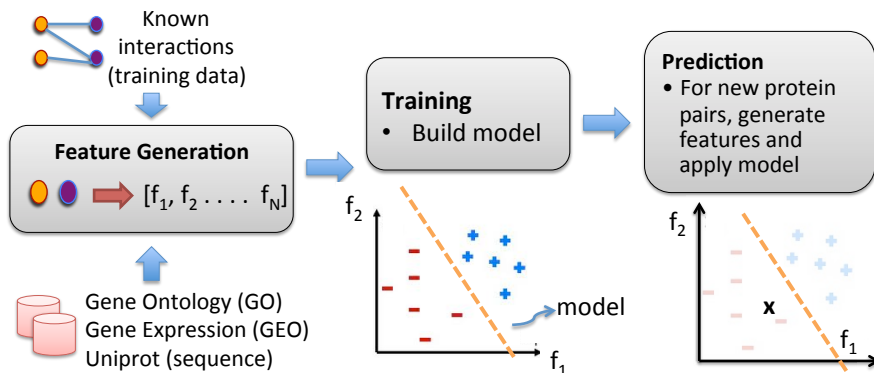 Known
interactions
(training data)
Feature Generation
[f1, f2 . . . . fN]
Gene Ontology (GO)
Gene Expression (GEO)
Uniprot (sequence)
Training
• Build model
f2
model
f1
Prediction
• For new protein
pairs, generate
features and
apply model
f2
x
f1